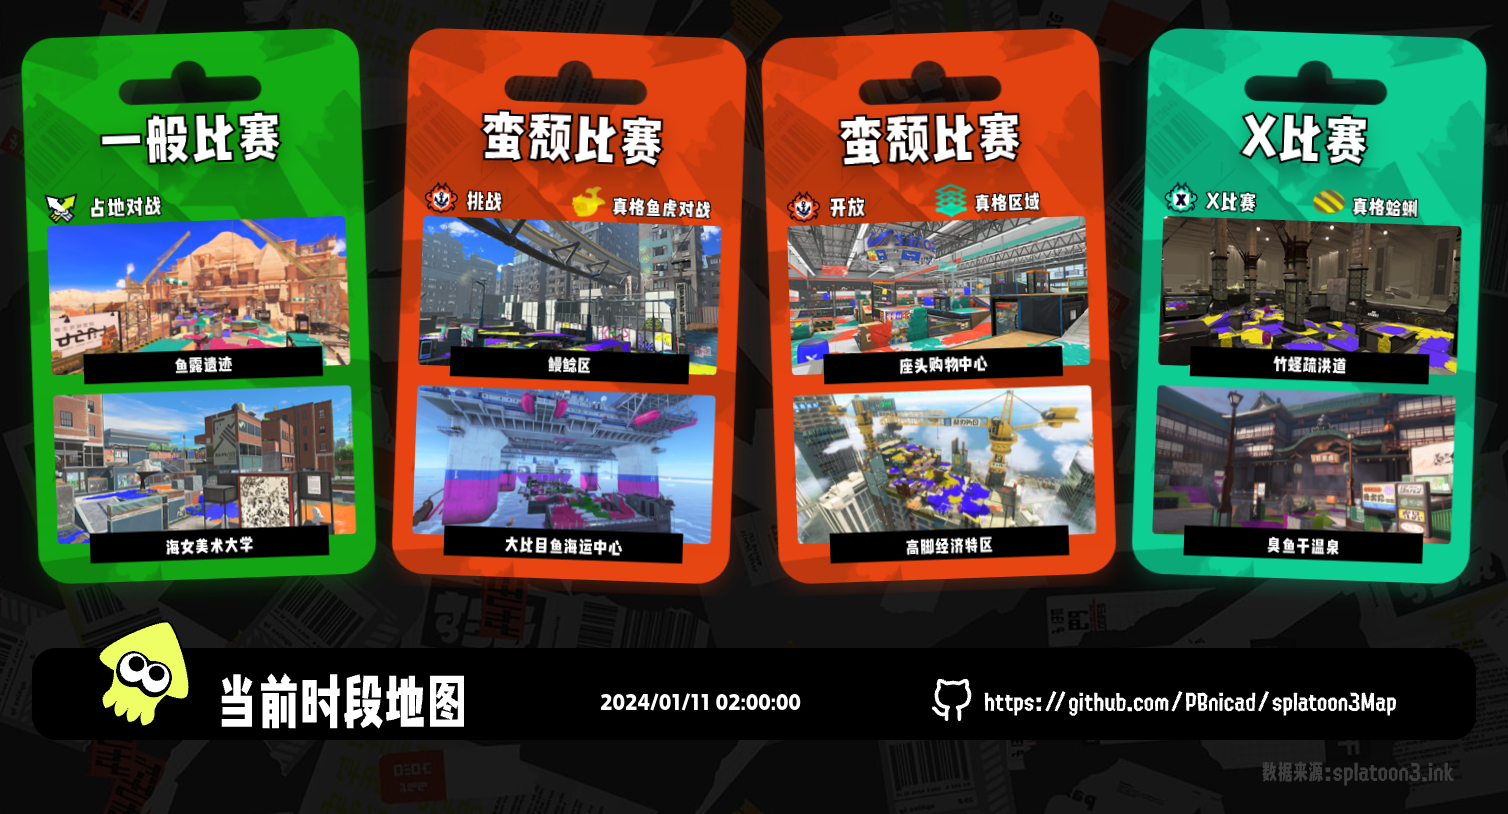 一般比赛
占地对战
鱼露遗迹
海女美术大学
蛮颓比赛
挑战
真格鱼虎对战
鳗鲶区
大比目鱼海运中心
蛮颓比赛
开放
真格区域
座头购物中心
高脚经济特区
X比赛
X比赛
真格蛤蜊
竹蛏疏洪道
臭鱼干温泉
当前时段地图
2024/01/11 02:00:00
https://github.com/PBnicad/splatoon3Map
数据来源:splatoon3.ink